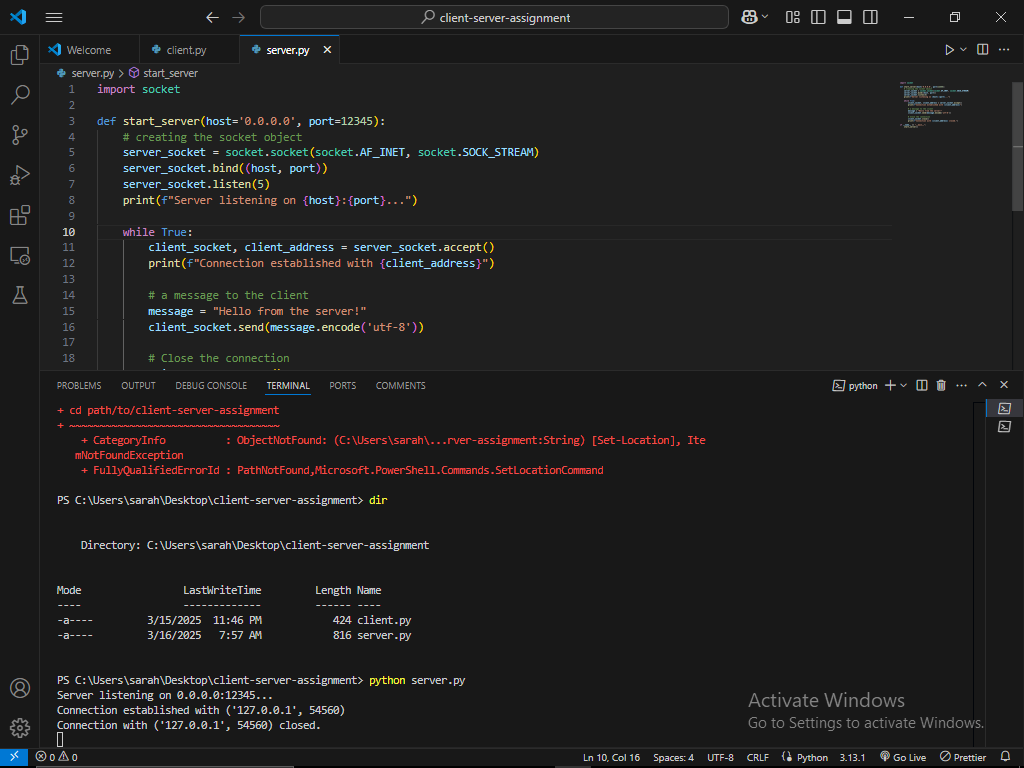 client-server-assignment
Welcome
client.py
server.py
server.py > start_server
1 import socket
2
3 def start_server(host='0.0.0.0', port=12345):
4 # creating the socket object
5 server_socket = socket.socket(socket.AF_INET, socket.SOCK_STREAM)
6 server_socket.bind((host, port))
7 server_socket.listen(5)
8 print(f"Server listening on {host}:{port}...")
9
10 while True:
11 client_socket, client_address = server_socket.accept()
12 print(f"Connection established with {client_address}")
13
14 # a message to the client
15 message = "Hello from the server!"
16 client_socket.send(message.encode('utf-8'))
17
18 # Close the connection
PROBLEMS OUTPUT DEBUG CONSOLE TERMINAL PORTS COMMENTS
python
+ cd path/to/client-server-assignment
+ ~~~~~~~~~~~~~~~~~~~~~~~~~~~~~~~~~~~
+ CategoryInfo : ObjectNotFound: (C:\Users\sarah\...rver-assignment:String) [Set-Location], Ite
mNotFoundException
+ FullyQualifiedErrorId : PathNotFound,Microsoft.PowerShell.Commands.SetLocationCommand
PS C:\Users\sarah\Desktop\client-server-assignment> dir
Directory: C:\Users\sarah\Desktop\client-server-assignment
Mode LastWriteTime Length Name
---- ------------- ------ ----
-a---- 3/15/2025 11:46 PM 424 client.py
-a---- 3/16/2025 7:57 AM 816 server.py
PS C:\Users\sarah\Desktop\client-server-assignment> python server.py
Server listening on 0.0.0.0:12345...
Connection established with ('127.0.0.1', 54560)
Connection with ('127.0.0.1', 54560) closed.
Activate Windows
Go to Settings to activate Windows.
0 0 Ln 10, Col 16 Spaces: 4 UTF-8 CRLF Python 3.13.1 Go Live Prettier